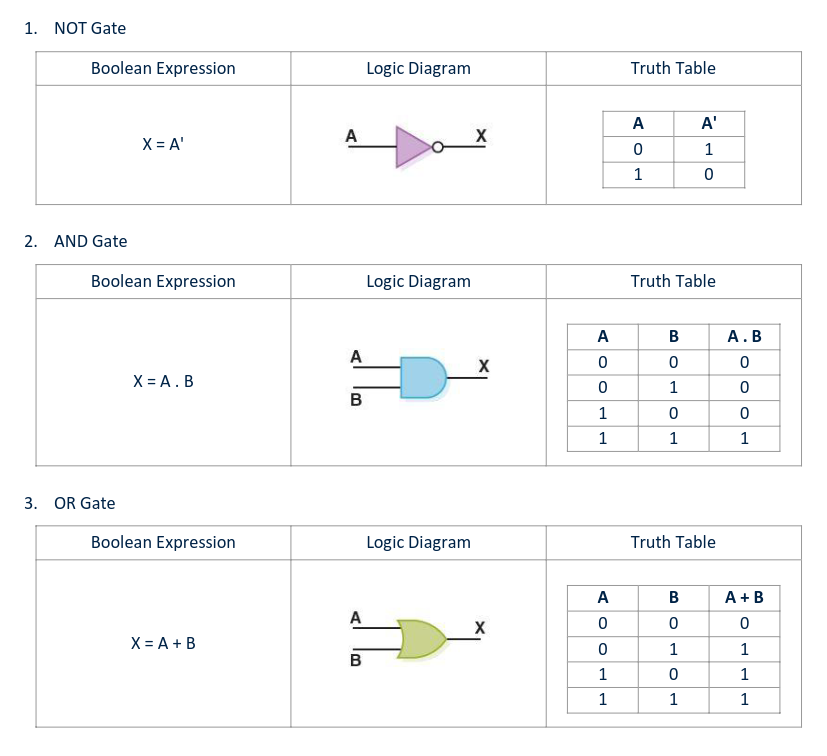 1. NOT Gate
Boolean Expression Logic Diagram Truth Table
X = A'
A X
A A'
0 1
1 0
2. AND Gate
Boolean Expression Logic Diagram Truth Table
X = A . B
A
B
X
A B A . B
0 0 0
0 1 0
1 0 0
1 1 1
3. OR Gate
Boolean Expression Logic Diagram Truth Table
X = A + B
A
B
X
A B A + B
0 0 0
0 1 1
1 0 1
1 1 1